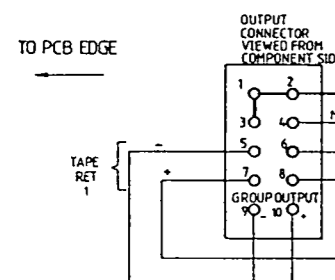 OUTPUT
CONNECTOR
VIEWED FROM
COMPONENT SID
TO PCB EDGE
1 2
3 4
5 6
7 8
- +
TAPE
RET
1
GROUP OUTPUT
9 - 10 +